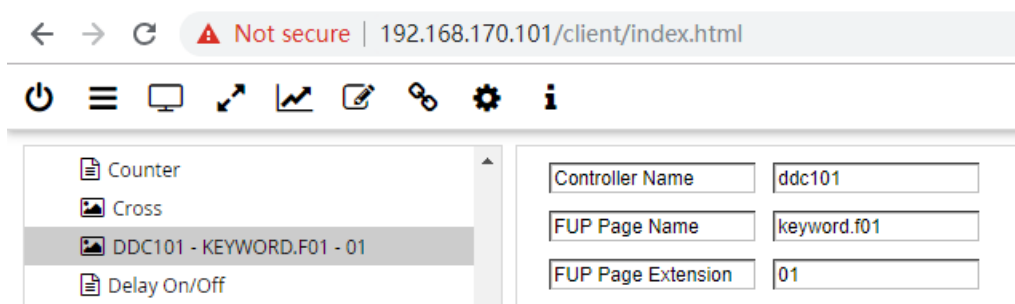 Not secure | 192.168.170.101/client/index.html
Counter
Cross
DDC101 - KEYWORD.F01 - 01
Delay On/Off
Controller Name ddc101
FUP Page Name keyword.f01
FUP Page Extension 01